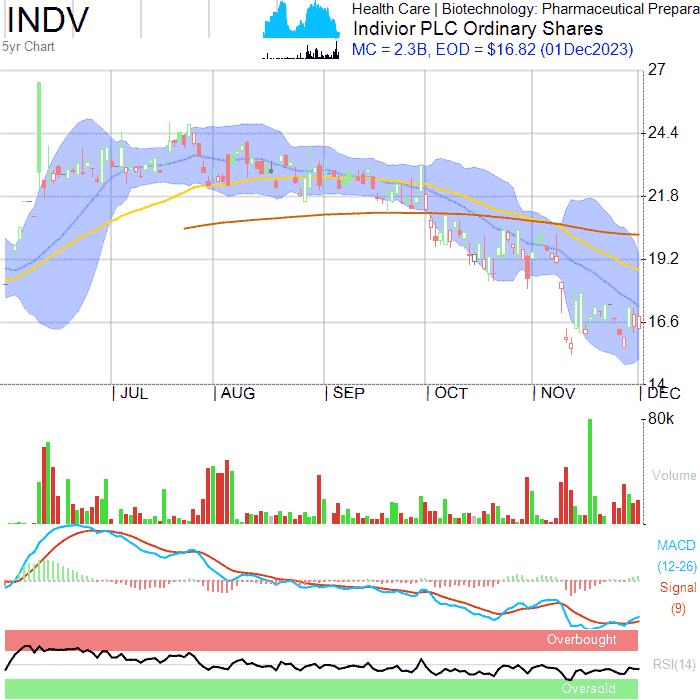 INDV
5yr Chart
Health Care | Biotechnology: Pharmaceutical Prepara
Indivior PLC Ordinary Shares
MC = 2.3B, EOD = $16.82 (01Dec2023)
27
24.4
21.8
19.2
16.6
14
JUL AUG SEP OCT NOV DEC
80k
Volume
MACD
(12-26)
Signal
(9)
Overbought
RSI(14)
Oversold